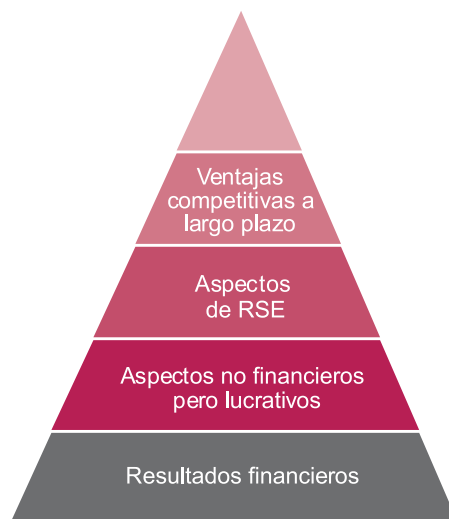 Ventajas
competitivas a
largo plazo
Aspectos
de RSE
Aspectos no financieros
pero lucrativos
Resultados financieros